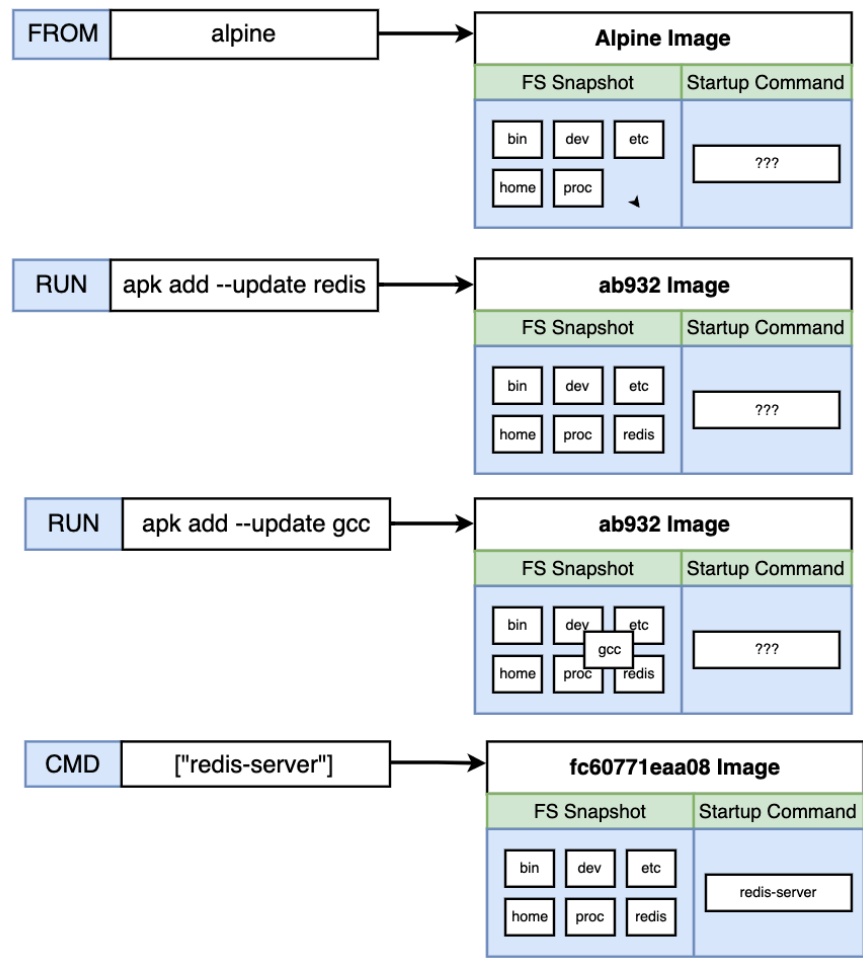 FROM alpine
Alpine Image
FS Snapshot Startup Command
bin dev etc
???
home proc
RUN apk add --update redis
ab932 Image
FS Snapshot Startup Command
bin dev etc
???
home proc redis
RUN apk add --update gcc
ab932 Image
FS Snapshot Startup Command
bin dev etc
gcc
???
home proc redis
CMD ["redis-server"]
fc60771eaa08 Image
FS Snapshot Startup Command
bin dev etc
redis-server
home proc redis